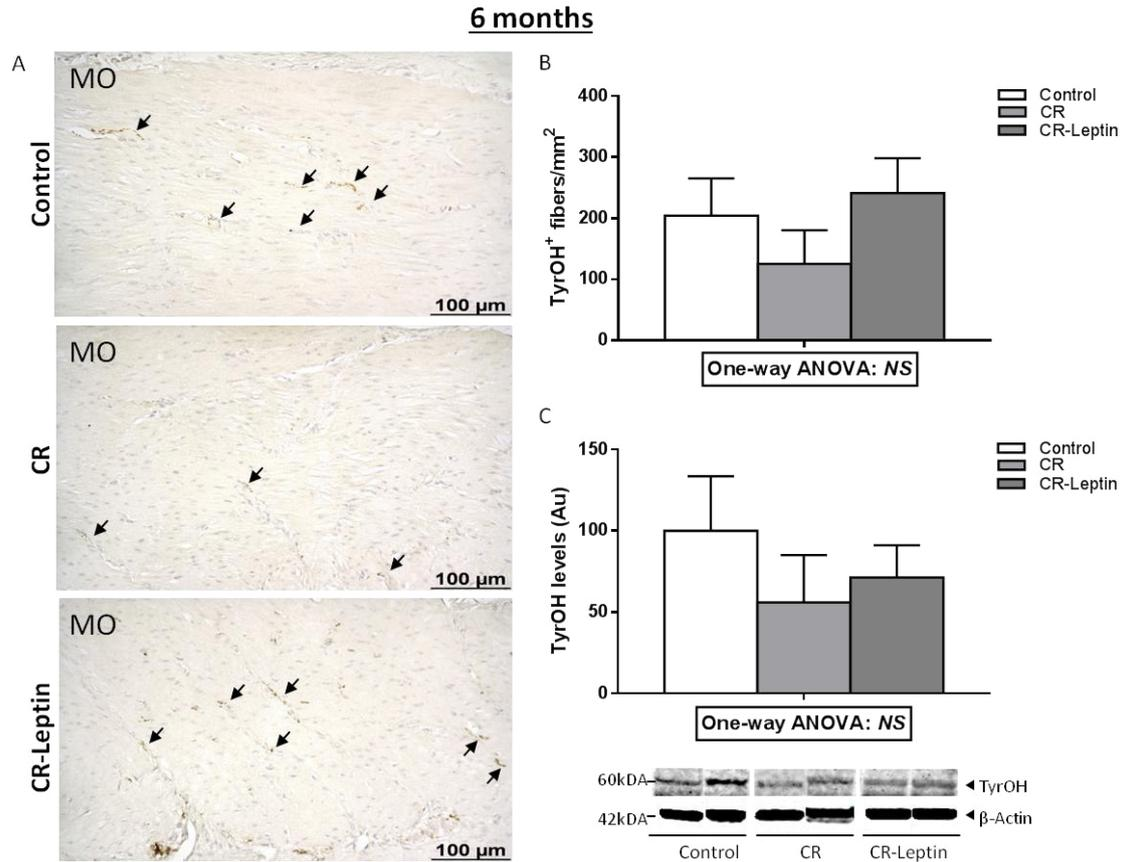 6 months
A
Control
MO
100 µm
CR
MO
100 µm
CR-Leptin
MO
100 µm
B
TyrOH+ fibers/mm2
400
300
200
100
0
Control
CR
CR-Leptin
One-way ANOVA: NS
C
TyrOH levels (Au)
150
100
50
0
Control
CR
CR-Leptin
One-way ANOVA: NS
60kDA
TyrOH
42kDA
β-Actin
Control CR CR-Leptin